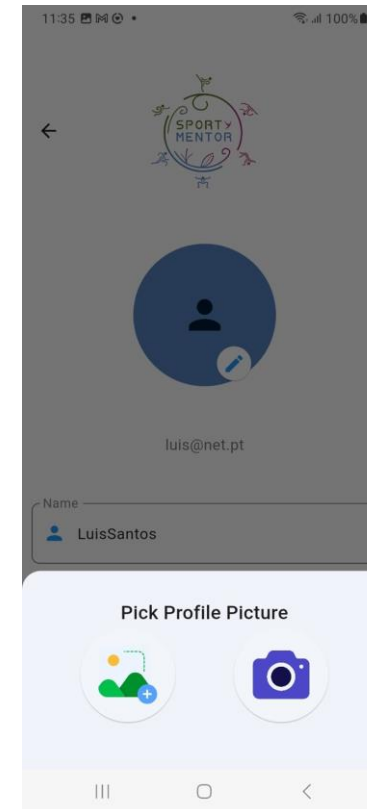 11:35 100%
SPORTY
MENTOR
luis@net.pt
Name
LuisSantos
Pick Profile Picture